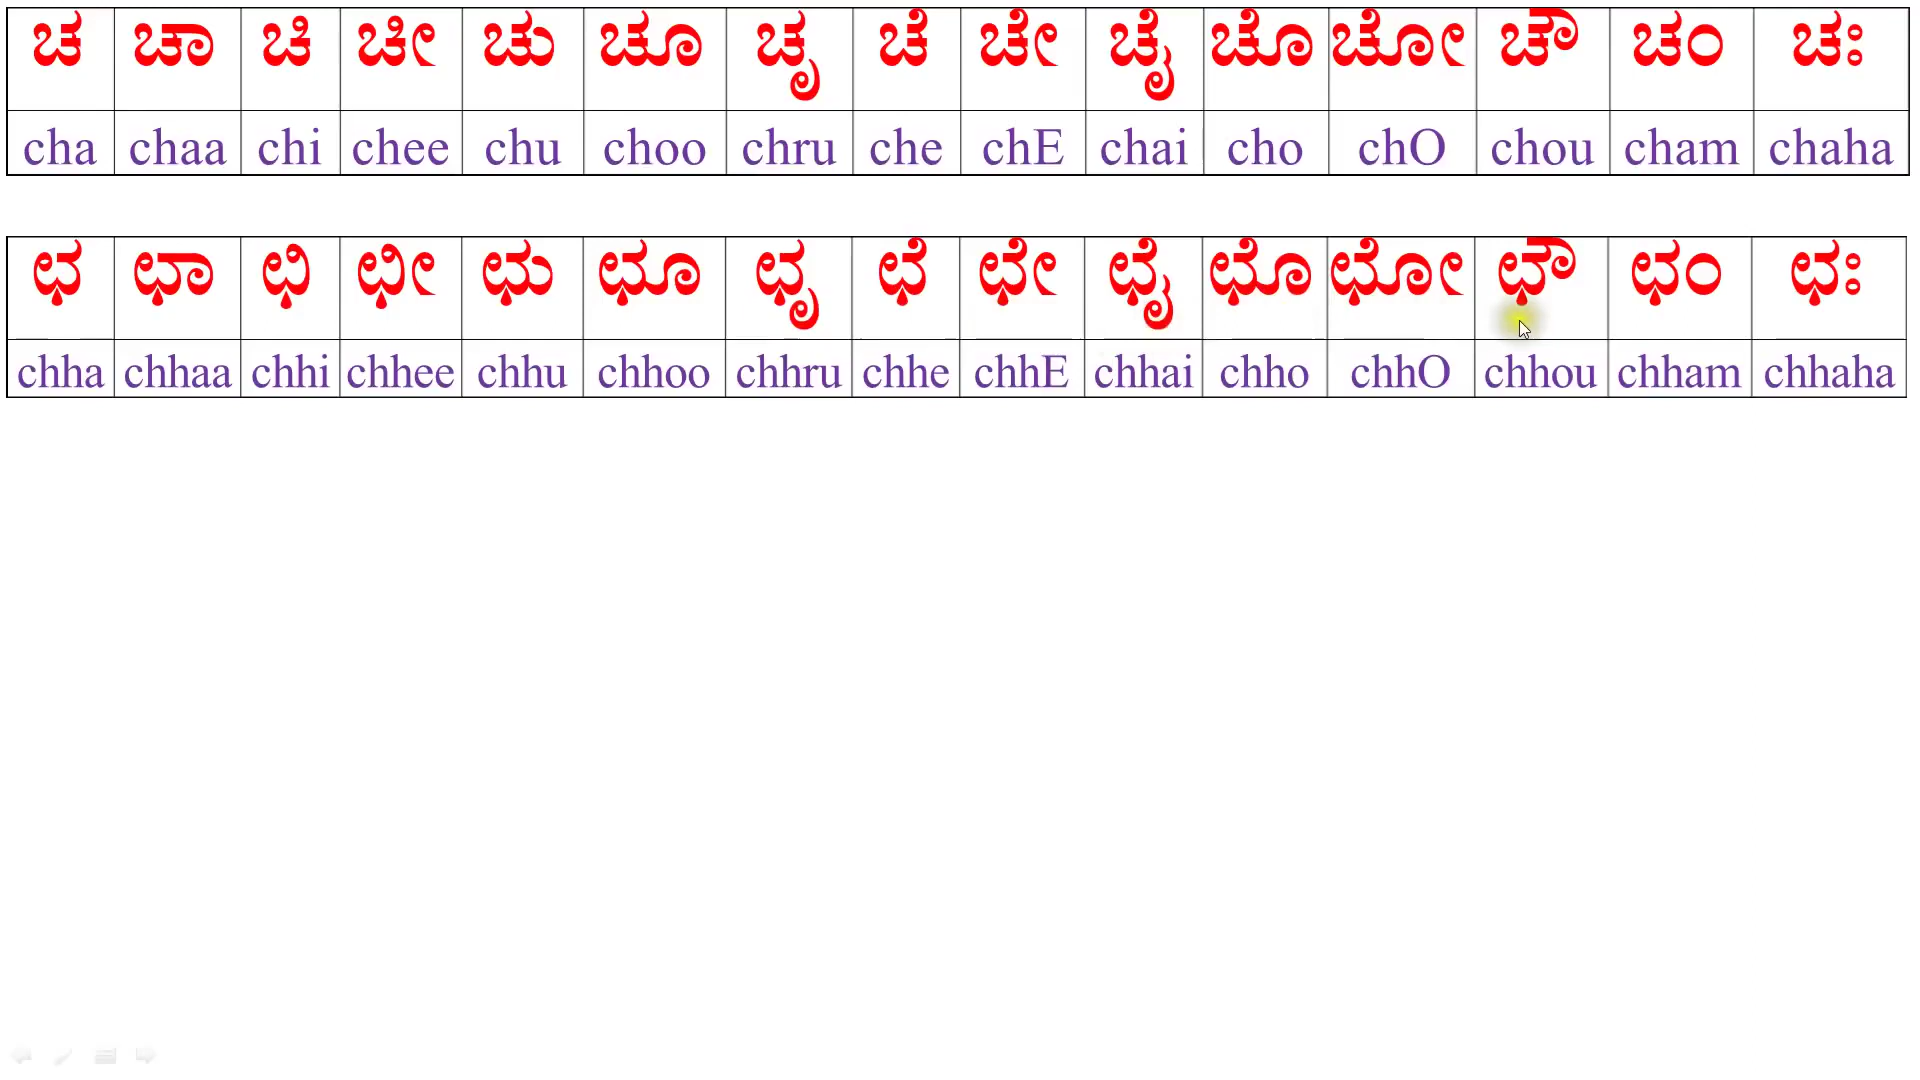 ಚ ಚಾ ಚಿ ಚೀ ಚು ಚೂ ಚೃ ಚೆ ಚೇ ಚೈ ಚೊ ಚೋ ಚೌ ಚಂ ಚಃ
cha chaa chi chee chu choo chru che chE chai cho chO chou cham chaha
ಛ ಛಾ ಛಿ ಛೀ ಛು ಛೂ ಛೃ ಛೆ ಛೇ ಛೈ ಛೊ ಛೋ ಛೌ ಛಂ ಛಃ
chha chhaa chhi chhee chhu chhoo chhru chhe chhE chhai chho chhO chhou chham chhaha